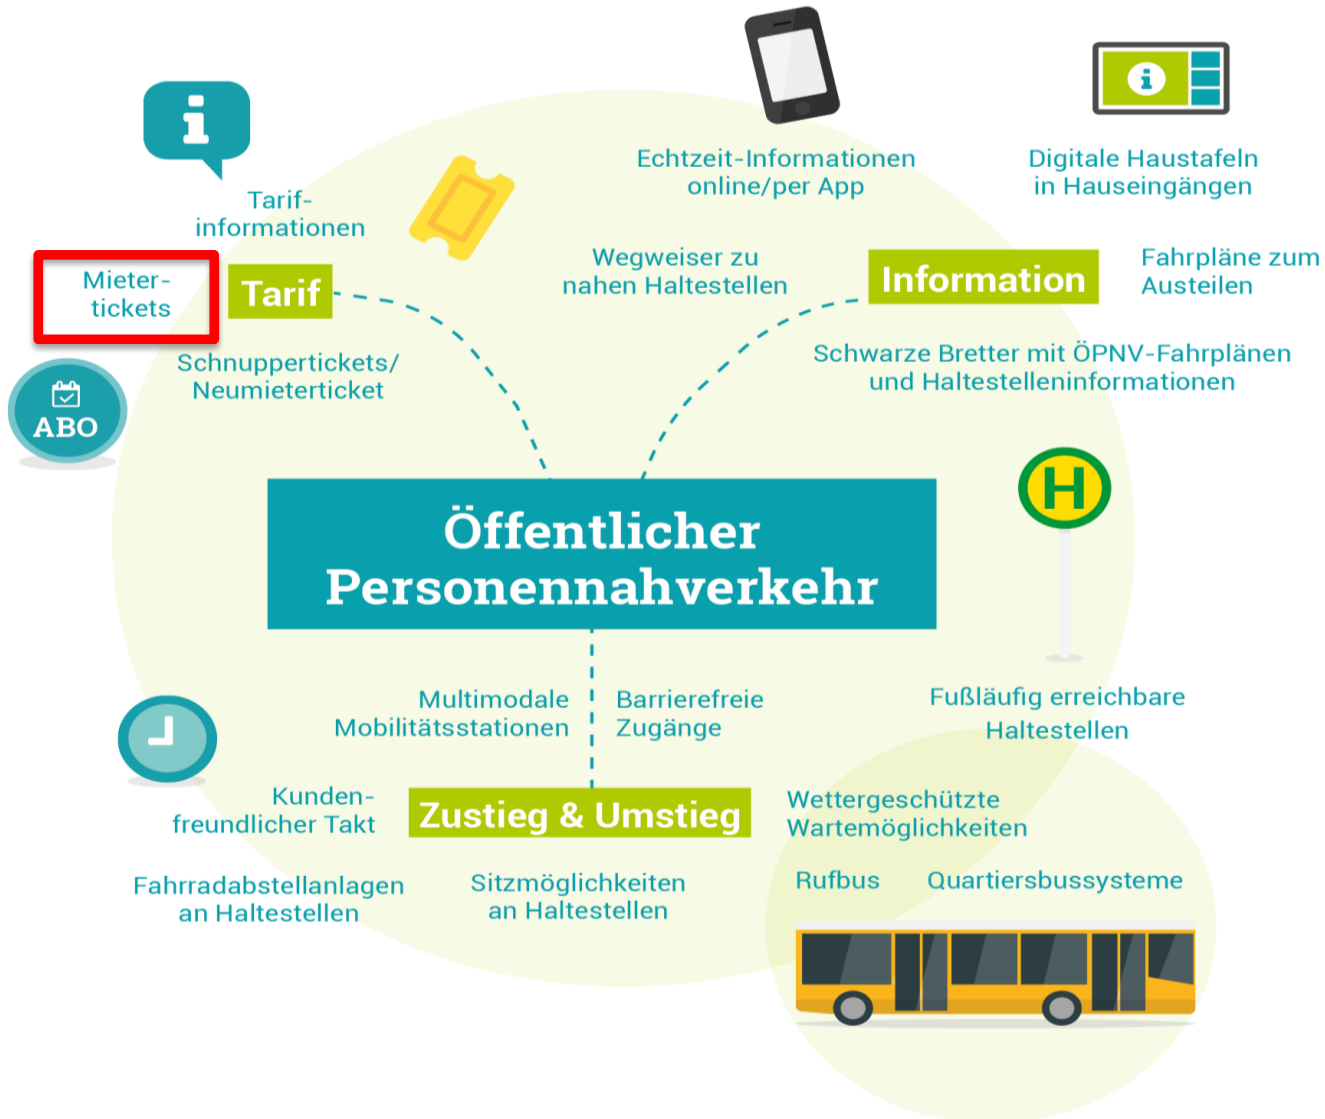 Echtzeit-Informationen
online/per App
Digitale Haustafeln
in Hauseingängen
i
i
Tarif-
informationen
Mieter-
tickets
Tarif
Wegweiser zu
nahen Haltestellen
Information
Fahrpläne zum
Austeilen
Schnuppertickets/
Neumieterticket
Schwarze Bretter mit ÖPNV-Fahrplänen
und Haltestelleninformationen
ABO
H
Öffentlicher
Personennahverkehr
Multimodale
Mobilitätsstationen
Barrierefreie
Zugänge
Fußläufig erreichbare
Haltestellen
Kunden-
freundlicher Takt
Zustieg & Umstieg
Wettergeschützte
Wartemöglichkeiten
Fahrradabstellanlagen
an Haltestellen
Sitzmöglichkeiten
an Haltestellen
Rufbus
Quartiersbussysteme